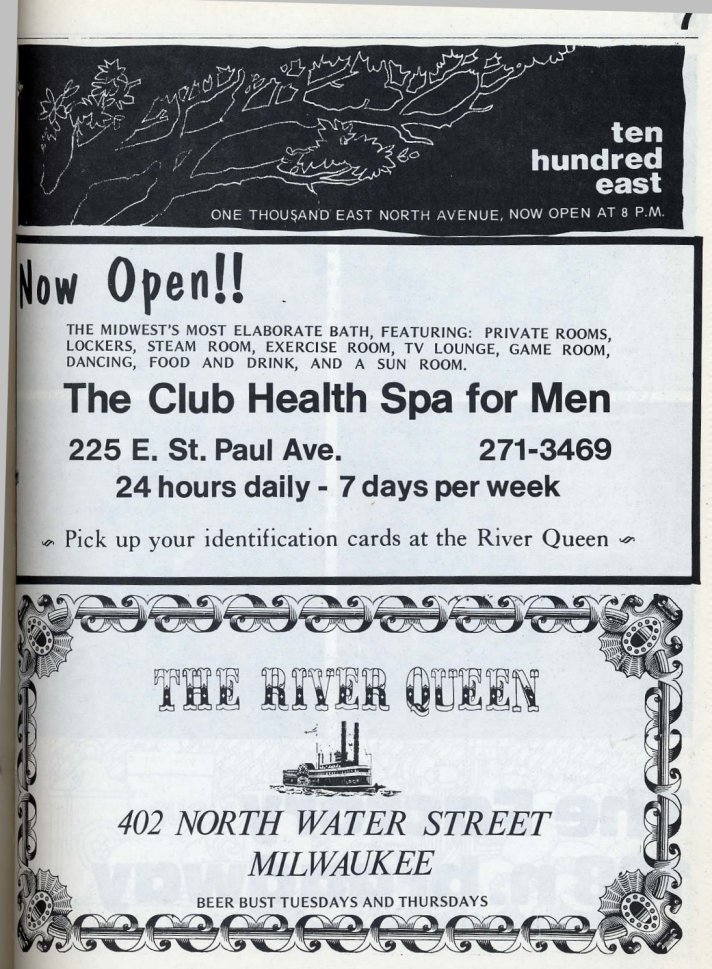 7
ten
hundred
east
ONE THOUSAND EAST NORTH AVENUE, NOW OPEN AT 8 P.M.
Now Open!!
THE MIDWEST'S MOST ELABORATE BATH, FEATURING: PRIVATE ROOMS,
LOCKERS, STEAM ROOM, EXERCISE ROOM, TV LOUNGE, GAME ROOM,
DANCING, FOOD AND DRINK, AND A SUN ROOM.
The Club Health Spa for Men
225 E. St. Paul Ave. 271-3469
24 hours daily - 7 days per week
Pick up your identification cards at the River Queen
THE RIVER QUEEN
402 NORTH WATER STREET
MILWAUKEE
BEER BUST TUESDAYS AND THURSDAYS